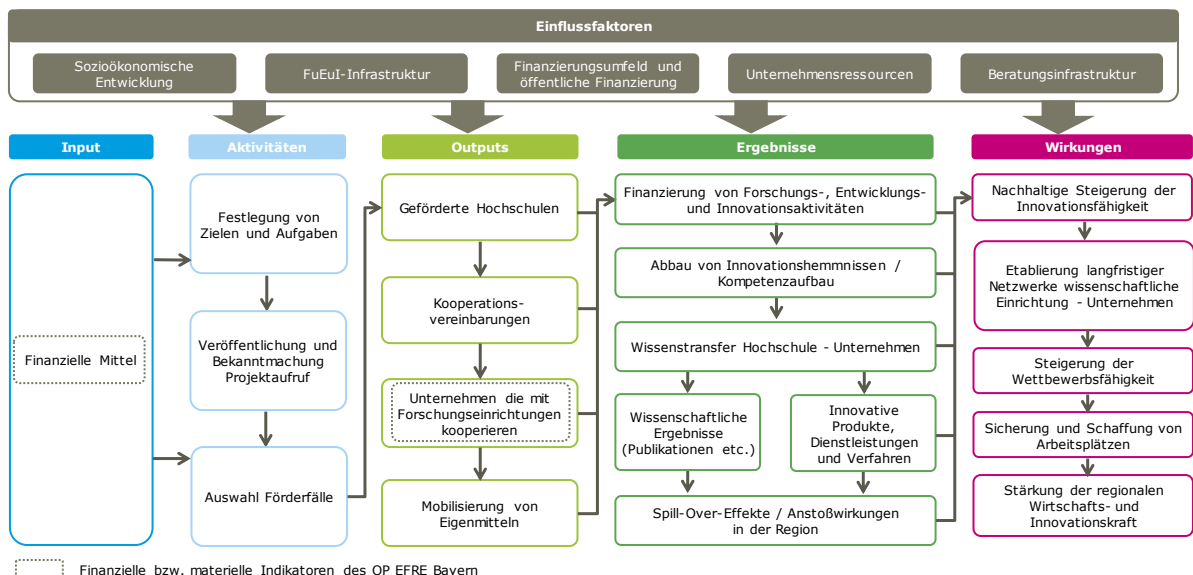 Einflussfaktoren
Sozioökonomische
Entwicklung
FuEuI-Infrastruktur
Finanzierungsumfeld und
öffentliche Finanzierung
Unternehmensressourcen
Beratungsinfrastruktur
Input
Finanzielle Mittel
Aktivitäten
Festlegung von
Zielen und Aufgaben
Veröffentlichung und
Bekanntmachung
Projektaufruf
Auswahl Förderfälle
Outputs
Geförderte Hochschulen
Kooperations-
vereinbarungen
Unternehmen die mit
Forschungseinrichtungen
kooperieren
Mobilisierung von
Eigenmitteln
Ergebnisse
Finanzierung von Forschungs-, Entwicklungs-
und Innovationsaktivitäten
Abbau von Innovationshemmnissen /
Kompetenzaufbau
Wissenstransfer Hochschule - Unternehmen
Wissenschaftliche
Ergebnisse
(Publikationen etc.)
Innovative
Produkte,
Dienstleistungen
und Verfahren
Spill-Over-Effekte / Anstoßwirkungen
in der Region
Wirkungen
Nachhaltige Steigerung der
Innovationsfähigkeit
Etablierung langfristiger
Netzwerke wissenschaftliche
Einrichtung - Unternehmen
Steigerung der
Wettbewerbsfähigkeit
Sicherung und Schaffung von
Arbeitsplätzen
Stärkung der regionalen
Wirtschafts- und
Innovationskraft
Finanzielle bzw. materielle Indikatoren des OP EFRE Bayern